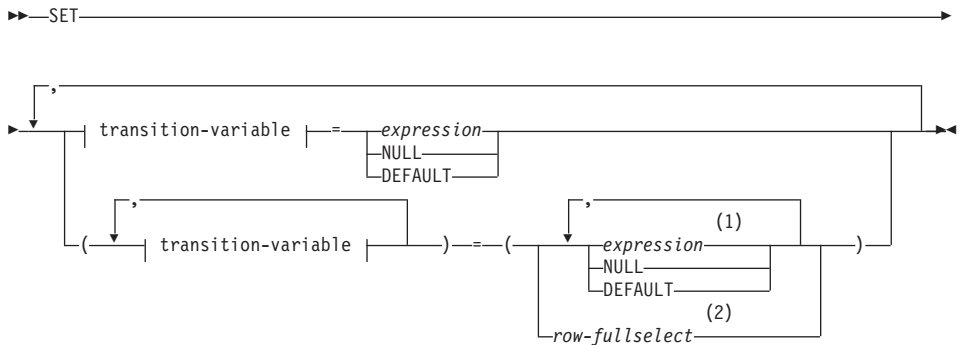 SET
,
transition-variable = expression
NULL
DEFAULT
, ,
(1)
( transition-variable ) = ( expression )
NULL
DEFAULT
(2)
row-fullselect